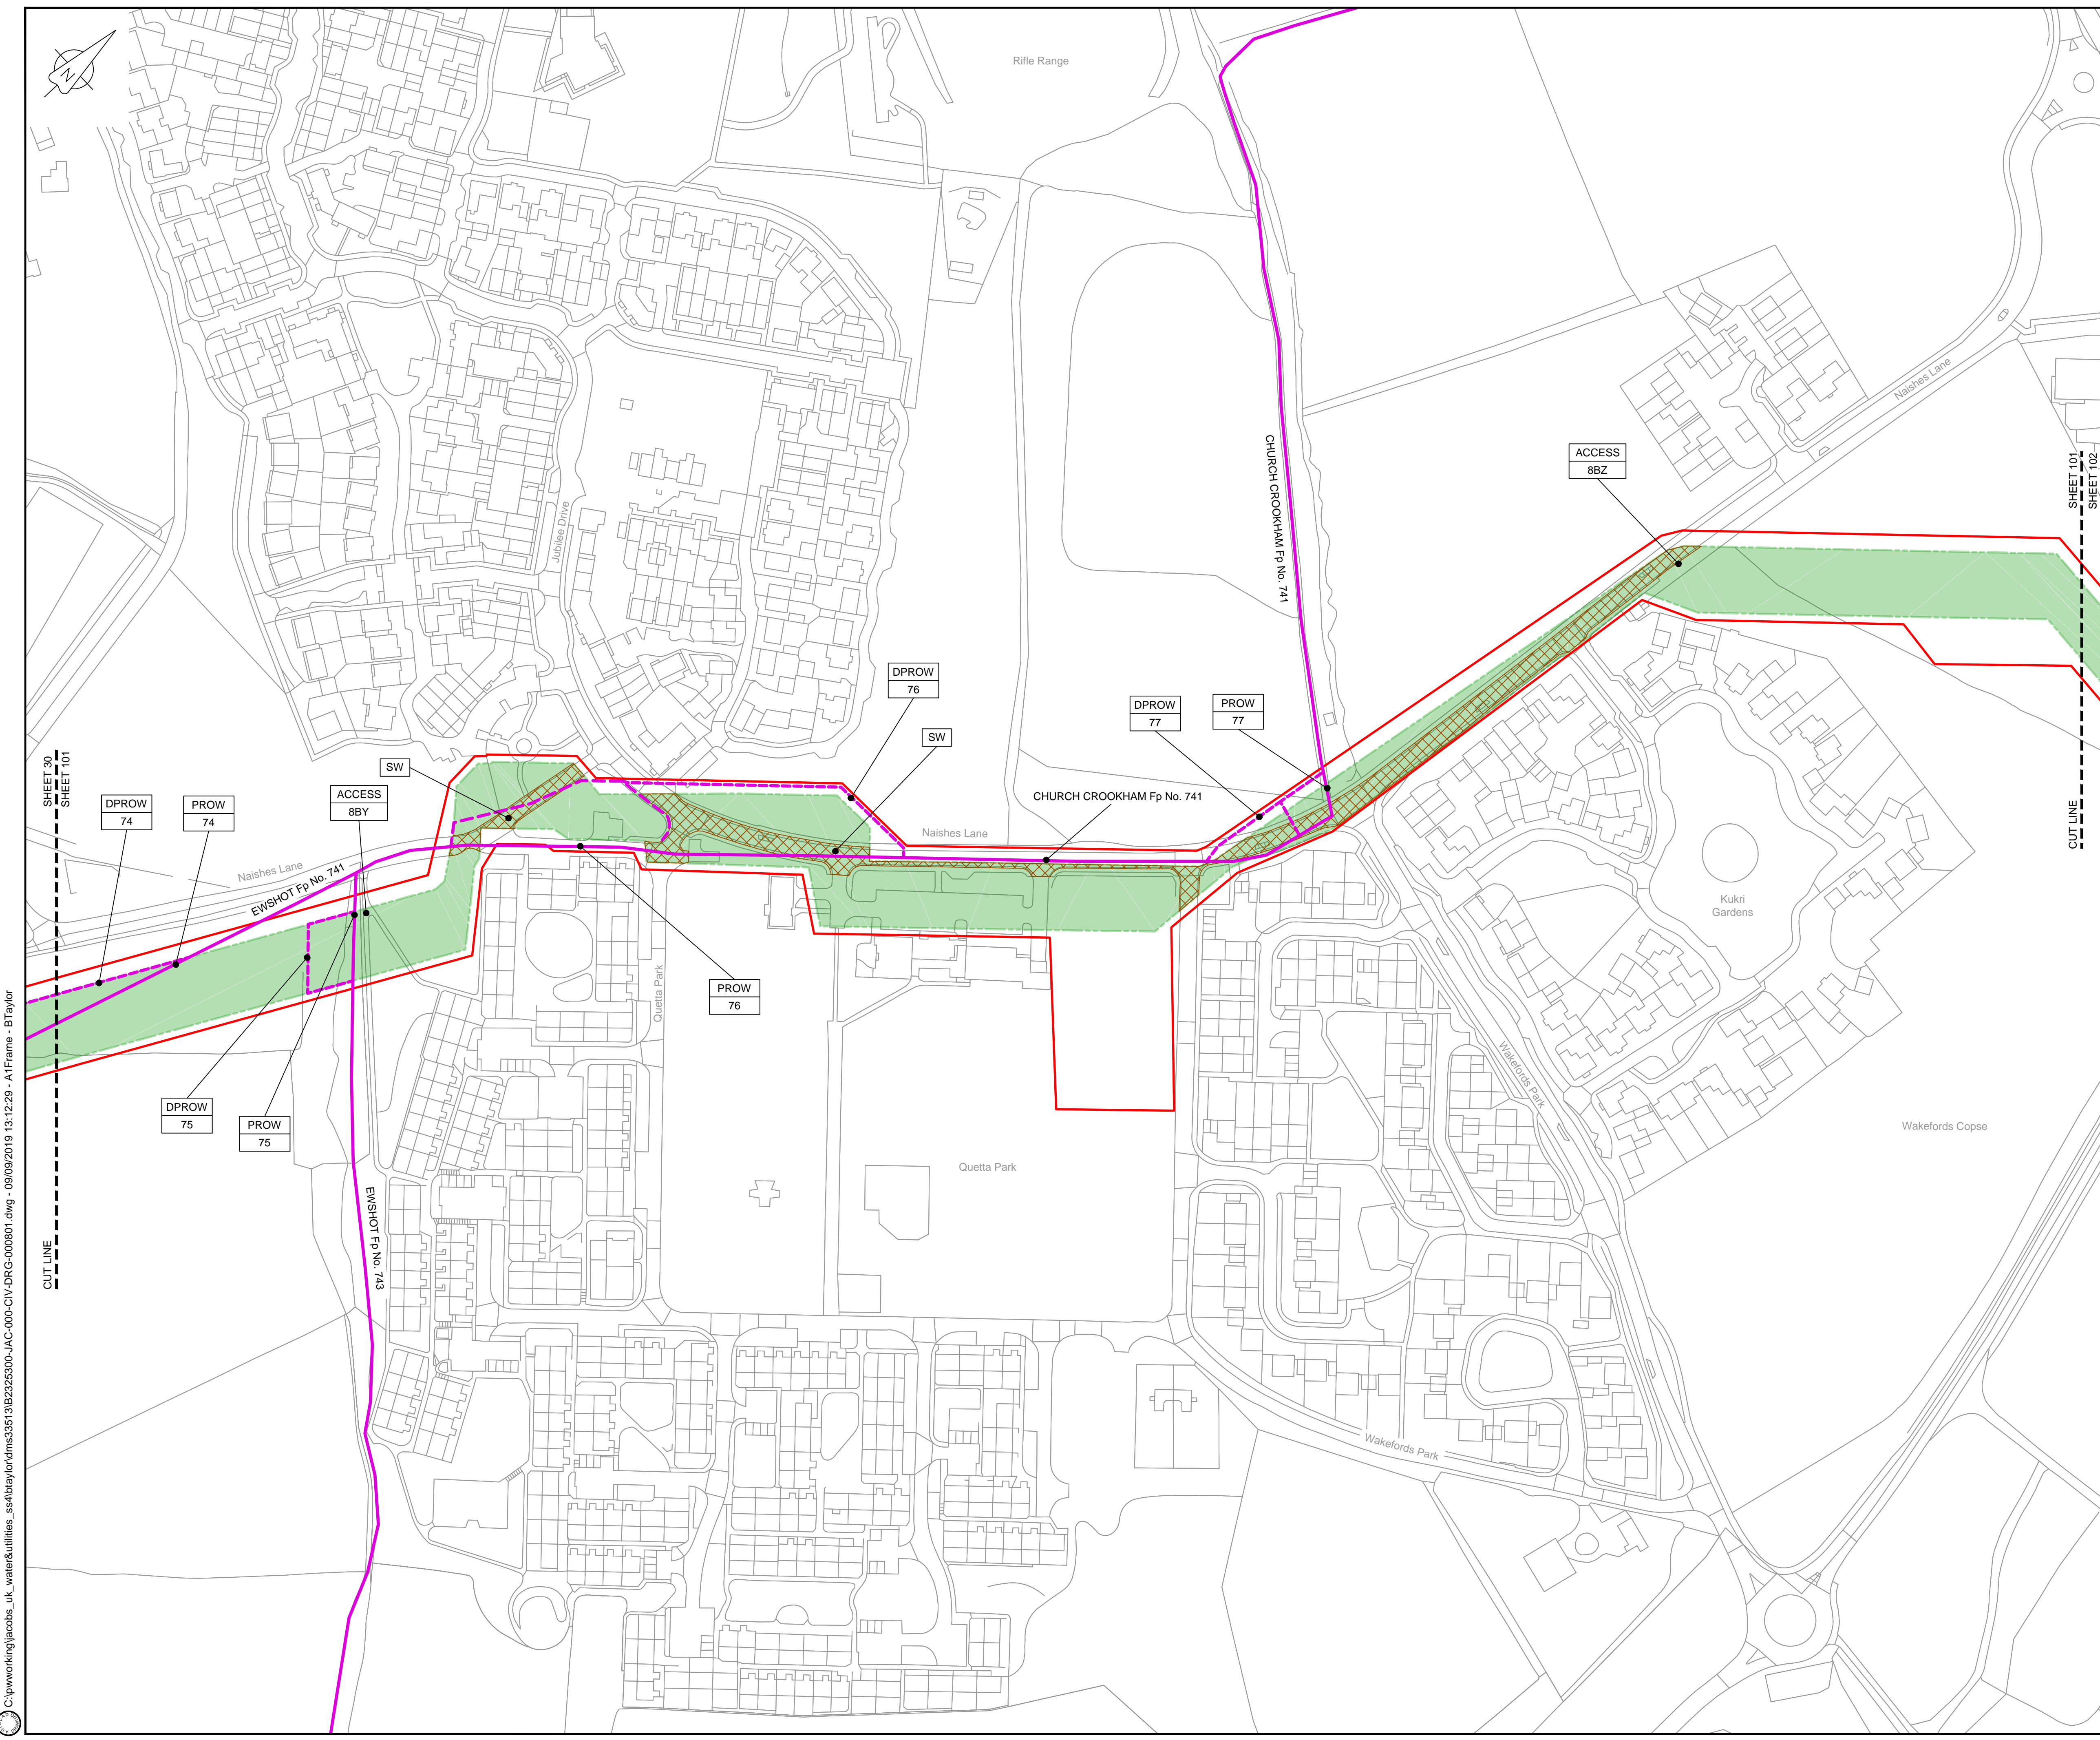 N
Rifle Range
Naishes Lane
CHURCH CROOKHAM Fp No. 741
ACCESS
8BZ
SHEET 101
SHEET 102
CUT LINE
Jubilee Drive
DPROW
76
SW
DPROW
77
PROW
77
CHURCH CROOKHAM Fp No. 741
Naishes Lane
SW
ACCESS
8BY
SHEET 30
SHEET 101
DPROW
74
PROW
74
Naishes Lane
EWSHOT Fp No. 741
Kukri
Gardens
Quetta Park
PROW
76
DPROW
75
PROW
75
Wakefords Park
Wakefords Copse
Quetta Park
EWSHOT Fp No. 743
CUT LINE
Wakefords Park
C:\pwworking\jacobs_uk_water&utilities_ss4\btaylor\dms33513\B2325300-JAC-000-CIV-DRG-000801.dwg - 09/09/2019 13:12:29 - A1Frame - BTaylor